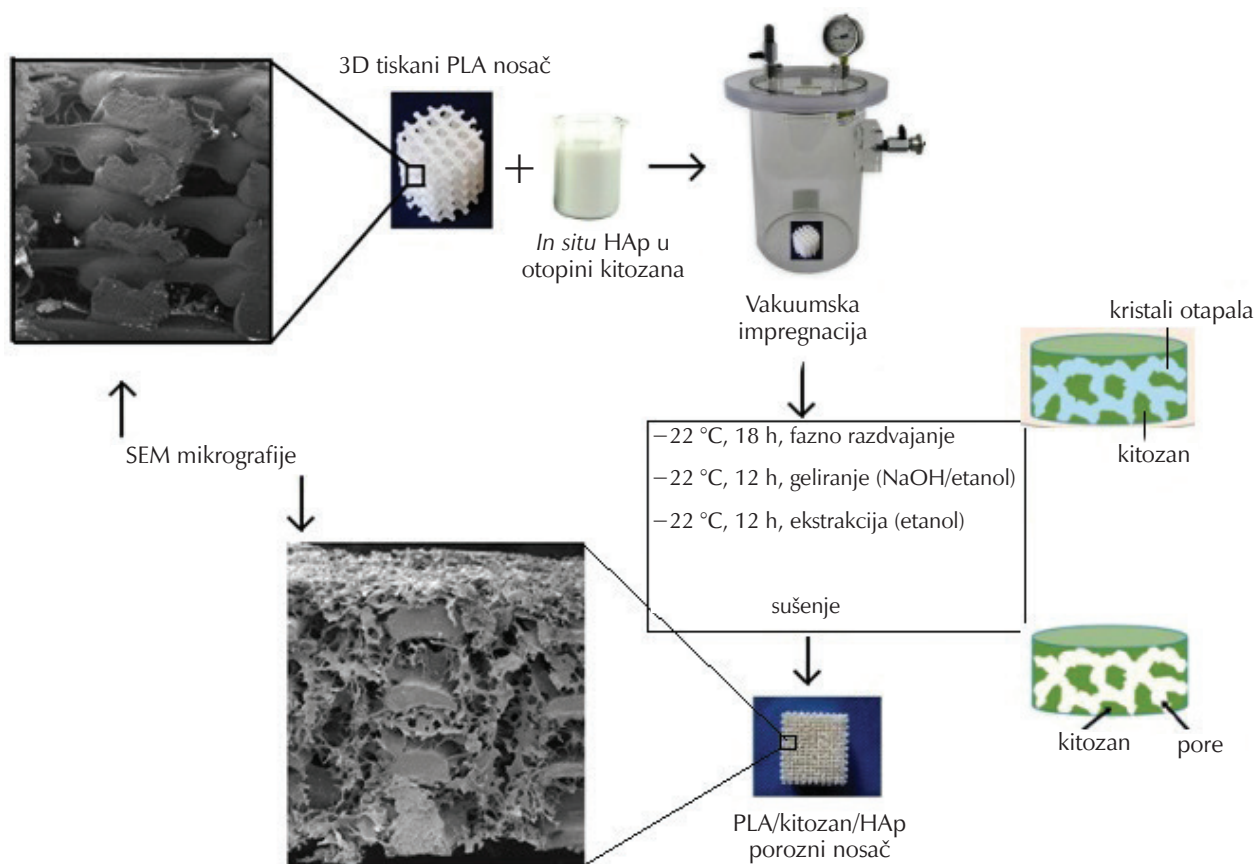 3D tiskani PLA nosač
In situ HAp u
otopini kitozana
Vakuumska
impregnacija
kristali otapala
kitozan
−22 °C, 18 h, fazno razdvajanje
−22 °C, 12 h, geliranje (NaOH/etanol)
−22 °C, 12 h, ekstrakcija (etanol)
sušenje
SEM mikrografije
kitozan
pore
PLA/kitozan/HAp
porozni nosač